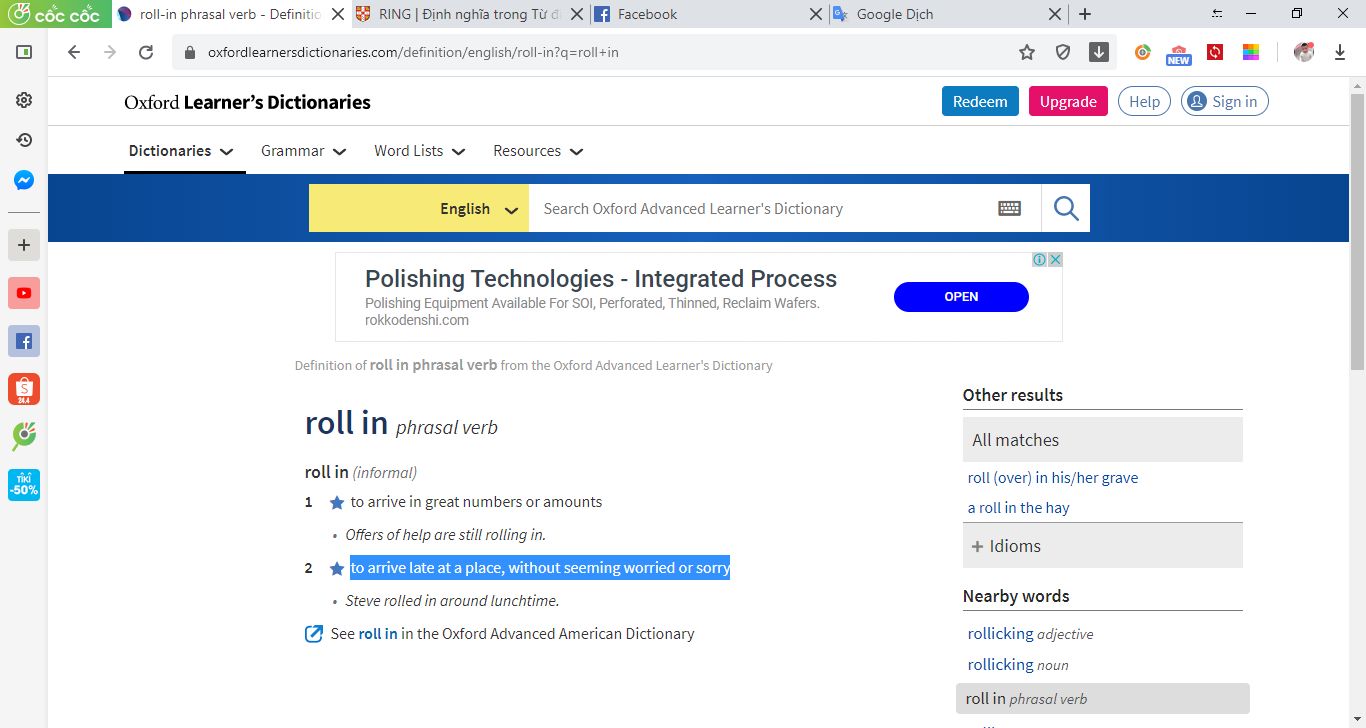 cốc cốc
roll-in phrasal verb - Definitio
RING | Định nghĩa trong Từ đi
Facebook
Google Dịch
oxfordlearnersdictionaries.com/definition/english/roll-in?q=roll+in
NEW
Oxford Learner's Dictionaries
Redeem
Upgrade
Help
Sign in
Dictionaries
Grammar
Word Lists
Resources
English
Search Oxford Advanced Learner's Dictionary
Polishing Technologies - Integrated Process
Polishing Equipment Available For SOI, Perforated, Thinned, Reclaim Wafers.
rokkodenshi.com
OPEN
Definition of roll in phrasal verb from the Oxford Advanced Learner's Dictionary
roll in phrasal verb
roll in (informal)
1 to arrive in great numbers or amounts
• Offers of help are still rolling in.
2 to arrive late at a place, without seeming worried or sorry
• Steve rolled in around lunchtime.
See roll in in the Oxford Advanced American Dictionary
Other results
All matches
roll (over) in his/her grave
a roll in the hay
+ Idioms
Nearby words
rollicking adjective
rollicking noun
roll in phrasal verb
S
24.4
TIKI
-50%